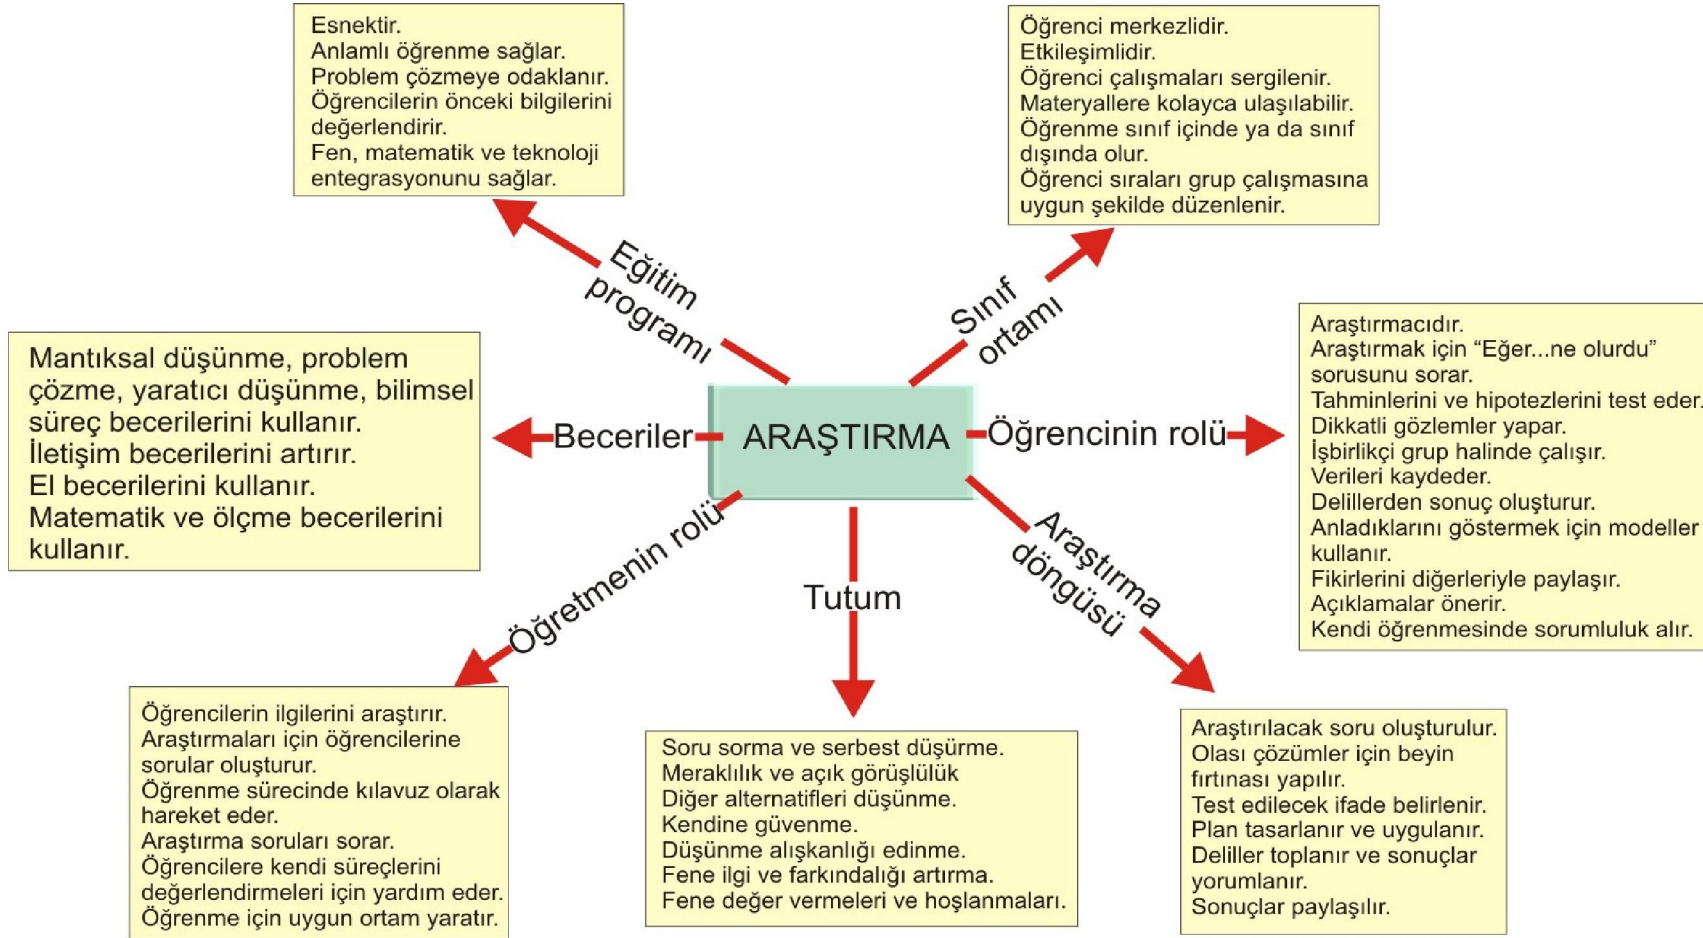 Esnektir.
Anlamlı öğrenme sağlar.
Problem çözmeye odaklanır.
Öğrencilerin önceki bilgilerini
değerlendirir.
Fen, matematik ve teknoloji
entegrasyonunu sağlar.
Öğrenci merkezlidir.
Etkileşimlidir.
Öğrenci çalışmaları sergilenir.
Materyallere kolayca ulaşılabilir.
Öğrenme sınıf içinde ya da sınıf
dışında olur.
Öğrenci sıraları grup çalışmasına
uygun şekilde düzenlenir.
Eğitim
programı
Sınıf
ortamı
Mantıksal düşünme, problem
çözme, yaratıcı düşünme, bilimsel
süreç becerilerini kullanır.
İletişim becerilerini artırır.
El becerilerini kullanır.
Matematik ve ölçme becerilerini
kullanır.
Beceriler
ARAŞTIRMA
Öğrencinin rolü
Araştırmacıdır.
Araştırmak için “Eğer...ne olurdu”
sorusunu sorar.
Tahminlerini ve hipotezlerini test eder.
Dikkatli gözlemler yapar.
İşbirlikçi grup halinde çalışır.
Verileri kaydeder.
Delillerden sonuç oluşturur.
Anladıklarını göstermek için modeller
kullanır.
Fikirlerini diğerleriyle paylaşır.
Açıklamalar önerir.
Kendi öğrenmesinde sorumluluk alır.
Öğretmenin rolü
Tutum
Araştırma
döngüsü
Öğrencilerin ilgilerini araştırır.
Araştırmaları için öğrencilerine
sorular oluşturur.
Öğrenme sürecinde kılavuz olarak
hareket eder.
Araştırma soruları sorar.
Öğrencilere kendi süreçlerini
değerlendirmeleri için yardım eder.
Öğrenme için uygun ortam yaratır.
Soru sorma ve serbest düşürme.
Meraklılık ve açık görüşlülük
Diğer alternatifleri düşünme.
Kendine güvenme.
Düşünme alışkanlığı edinme.
Fene ilgi ve farkındalığı artırma.
Fene değer vermeleri ve hoşlanmaları.
Araştırılacak soru oluşturulur.
Olası çözümler için beyin
fırtınası yapılır.
Test edilecek ifade belirlenir.
Plan tasarlanır ve uygulanır.
Deliller toplanır ve sonuçlar
yorumlanır.
Sonuçlar paylaşılır.